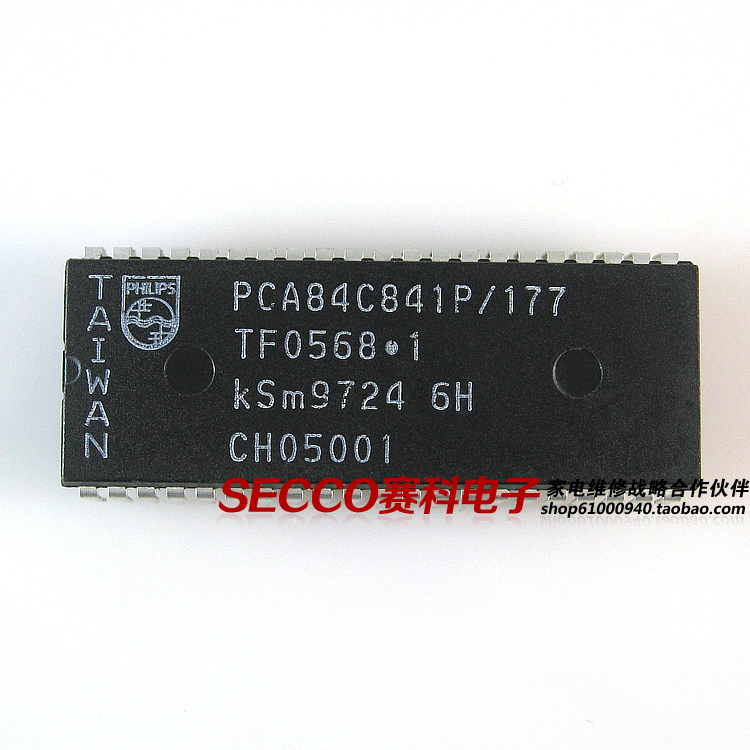 TAIWAN
PHILIPS
PCA84C841P/177
TF0568•1
kSm9724 6H
CH05001
SECCO赛科电子
家电维修战略合作伙伴
shop61000940.taobao.com